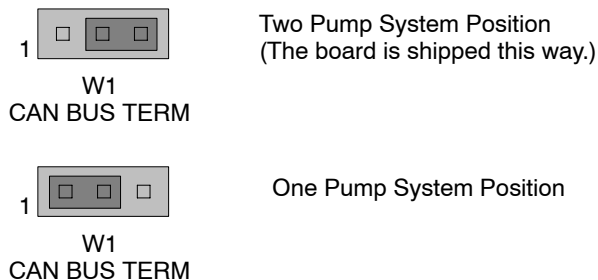 Two Pump System Position
(The board is shipped this way.)
1
W1
CAN BUS TERM
One Pump System Position
1
W1
CAN BUS TERM